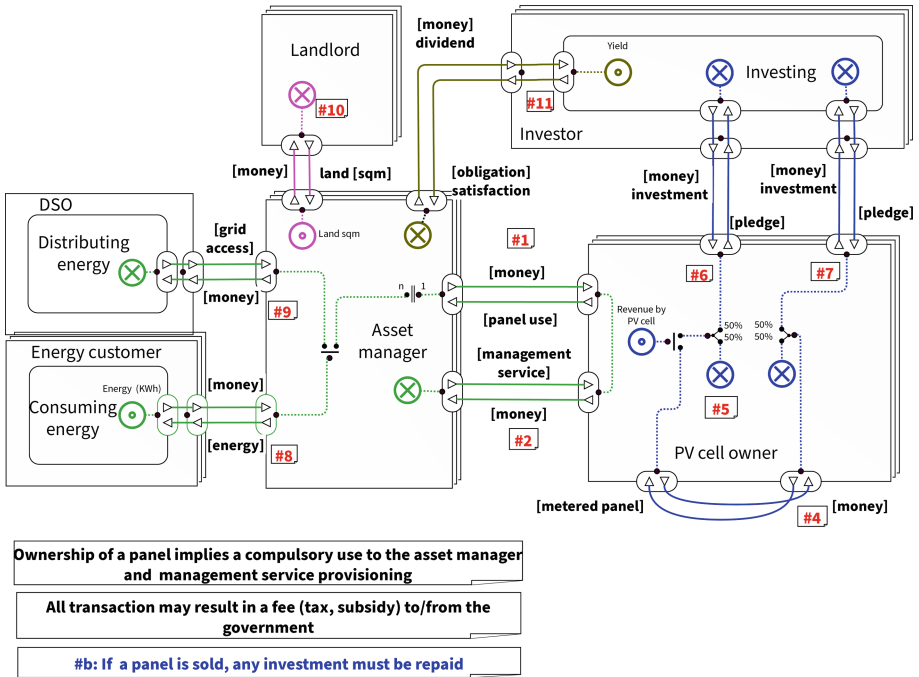 [money]
dividend
Landlord
#10
[money]
land [sqm]
Yield
Investing
#11
Investor
[obligation]
satisfaction
[money]
investment
[money]
investment
[pledge]
[pledge]
DSO
Distributing
energy
[grid
access]
[money]
#9
Land sqm
#1
[money]
[panel use]
n
1
Asset
manager
[management
service]
[money]
#2
#6
#7
Revenue by
PV cell
50%
50%
50%
50%
#5
PV cell owner
Energy customer
Energy (KWh)
Consuming
energy
[money]
[energy]
#8
[metered panel]
#4
[money]
Ownership of a panel implies a compulsory use to the asset manager
and management service provisioning
All transaction may result in a fee (tax, subsidy) to/from the
government
#b: If a panel is sold, any investment must be repaid